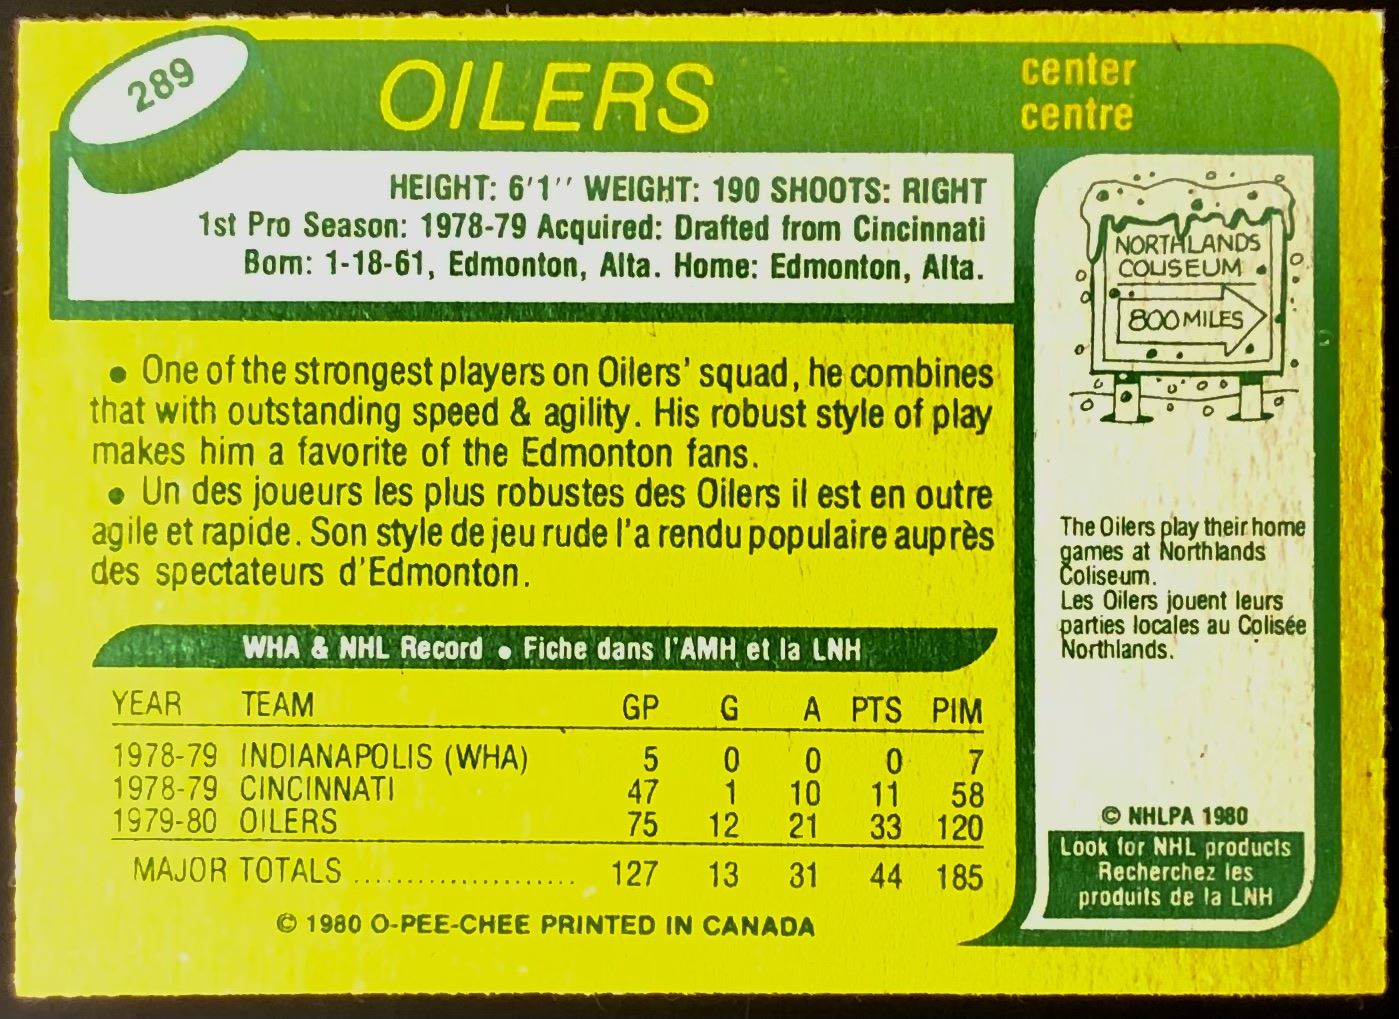 289
OILERS
center
centre
HEIGHT: 6'1'' WEIGHT: 190 SHOOTS: RIGHT
1st Pro Season: 1978-79 Acquired: Drafted from Cincinnati
Born: 1-18-61, Edmonton, Alta. Home: Edmonton, Alta.
• One of the strongest players on Oilers' squad, he combines
that with outstanding speed & agility. His robust style of play
makes him a favorite of the Edmonton fans.
• Un des joueurs les plus robustes des Oilers il est en outre
agile et rapide. Son style de jeu rude l'a rendu populaire auprès
des spectateurs d'Edmonton.
WHA & NHL Record • Fiche dans l'AMH et la LNH
YEAR TEAM GP G A PTS PIM
1978-79 INDIANAPOLIS (WHA) 5 0 0 0 7
1978-79 CINCINNATI 47 1 10 11 58
1979-80 OILERS 75 12 21 33 120
MAJOR TOTALS ..................... 127 13 31 44 185
© 1980 O-PEE-CHEE PRINTED IN CANADA
NORTHLANDS
COLISEUM
800 MILES
The Oilers play their home
games at Northlands
Coliseum.
Les Oilers jouent leurs
parties locales au Colisée
Northlands.
© NHLPA 1980
Look for NHL products
Recherchez les
produits de la LNH